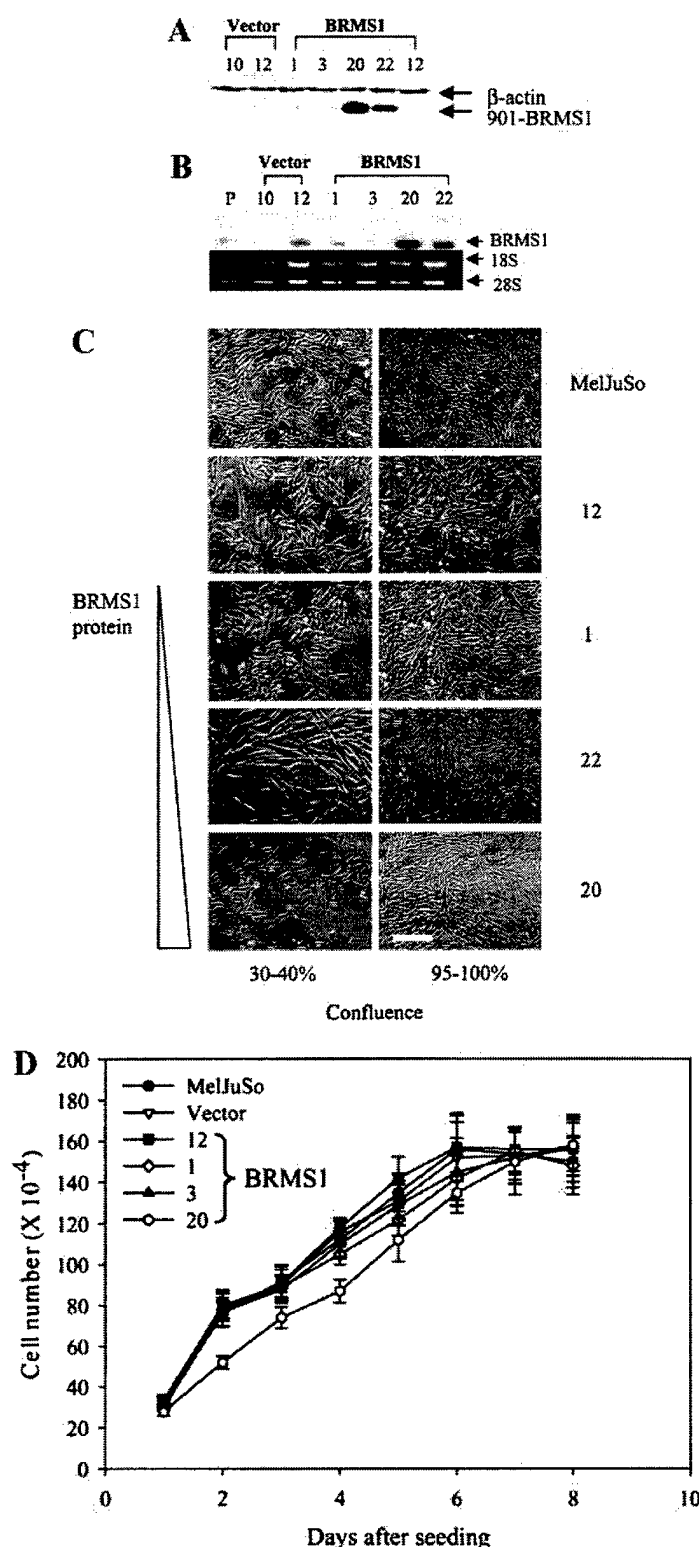 A
Vector BRMS1
10 12 1 3 20 22 12
β-actin
901-BRMS1
B
Vector BRMS1
P 10 12 1 3 20 22
BRMS1
18S
28S
C
MelJuSo
12
BRMS1
protein
1
22
20
30-40% 95-100%
Confluence
D
200
180
160
140
120
100
80
60
40
20
0
Cell number (X 10-4)
MelJuSo
Vector
12
1
3
20
BRMS1
0 2 4 6 8 10
Days after seeding